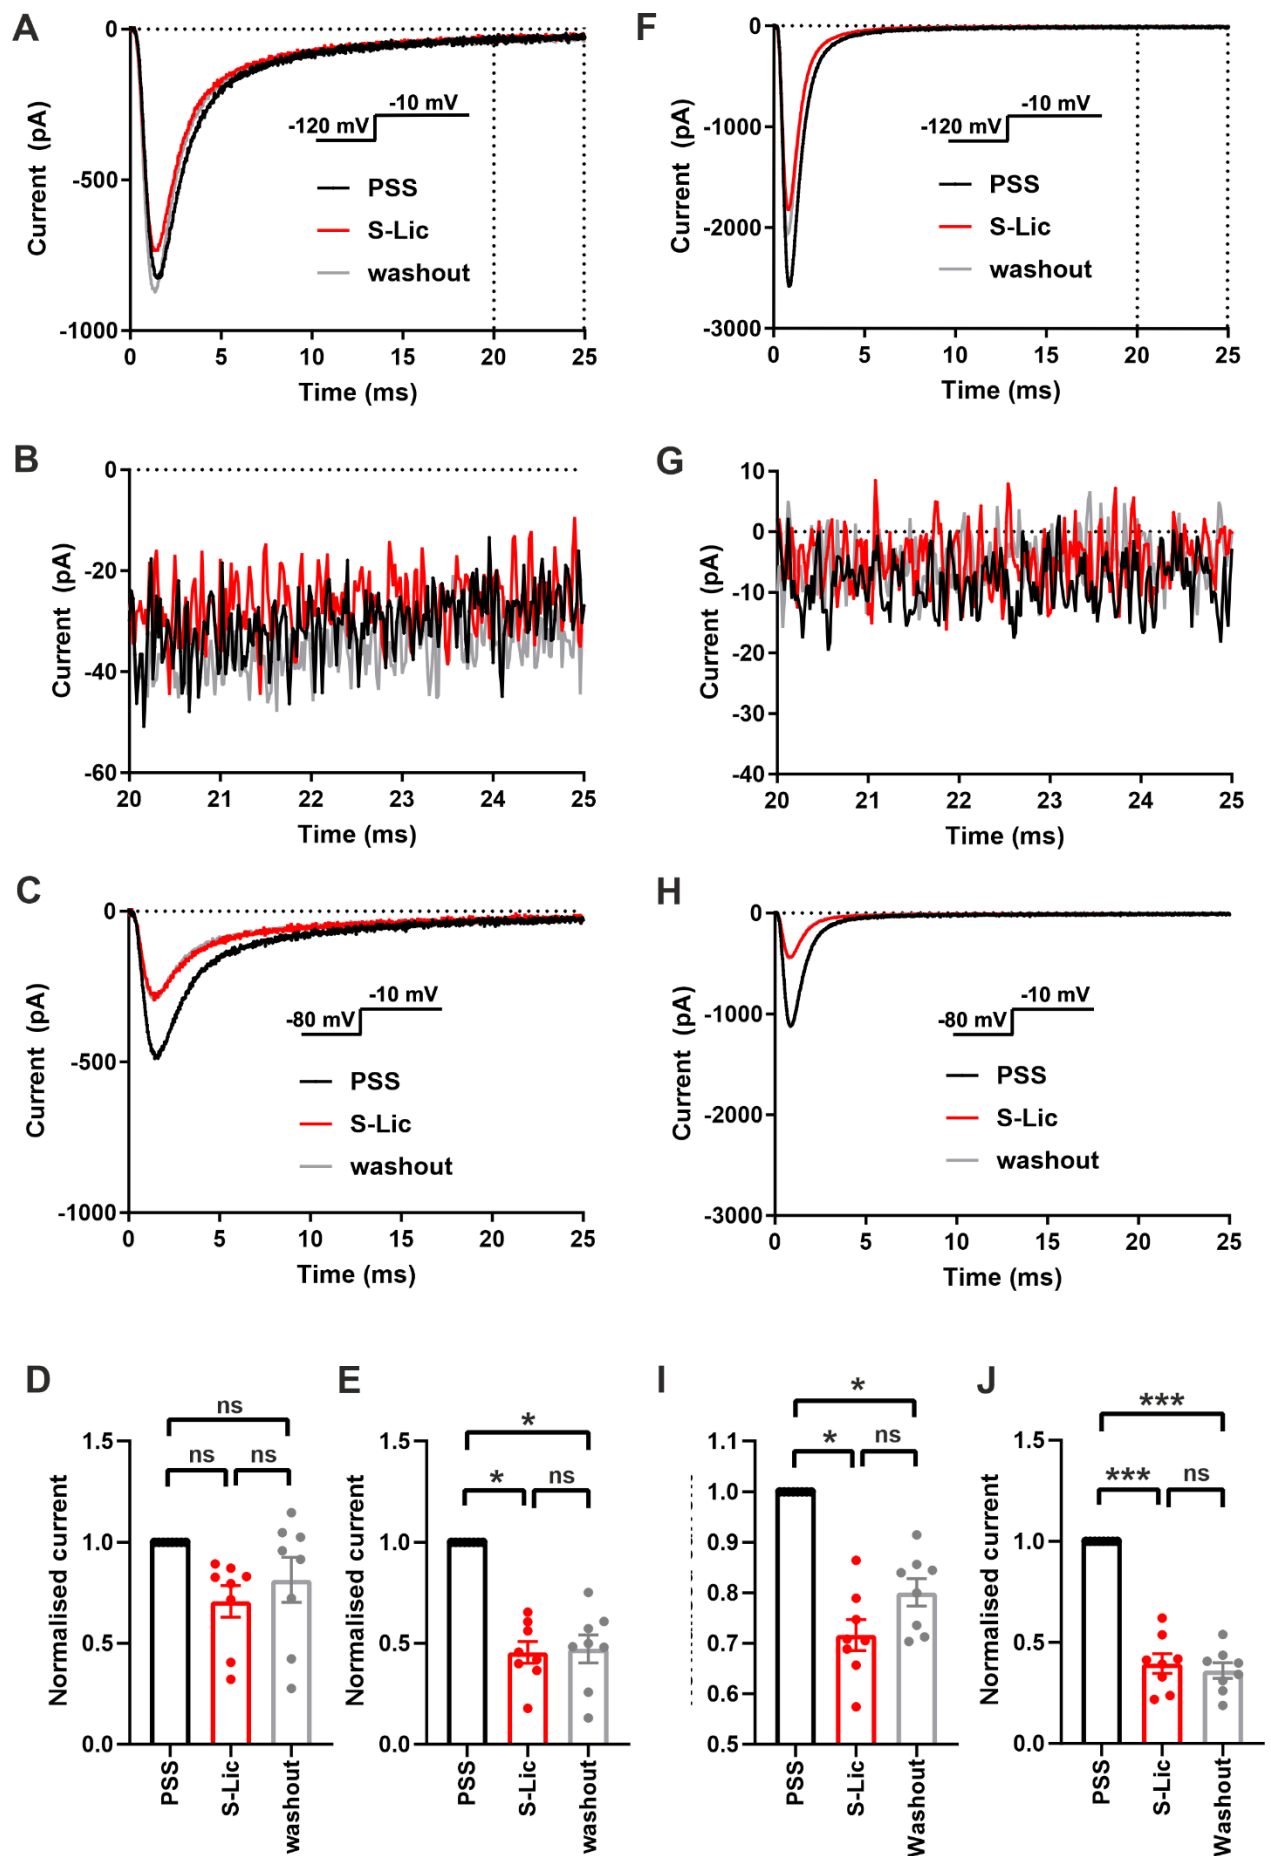 A
0
-500
-1000
Current (pA)
-120 mV
-10 mV
PSS
S-Lic
washout
0 5 10 15 20 25
Time (ms)
F
0
-1000
-2000
-3000
Current (pA)
-120 mV
-10 mV
PSS
S-Lic
washout
0 5 10 15 20 25
Time (ms)
B
0
-20
-40
-60
Current (pA)
20 21 22 23 24 25
Time (ms)
G
10
0
-10
-20
-30
-40
Current (pA)
20 21 22 23 24 25
Time (ms)
C
0
-500
-1000
Current (pA)
-80 mV
-10 mV
PSS
S-Lic
washout
0 5 10 15 20 25
Time (ms)
H
0
-1000
-2000
-3000
Current (pA)
-80 mV
-10 mV
PSS
S-Lic
washout
0 5 10 15 20 25
Time (ms)
D
ns
ns ns
1.5
1.0
0.5
0.0
Normalised current
PSS
S-Lic
washout
E
*
* ns
1.5
1.0
0.5
0.0
Normalised current
PSS
S-Lic
washout
I
*
* ns
1.1
1.0
0.9
0.8
0.7
0.6
0.5
PSS
S-Lic
Washout
J
***
*** ns
1.5
1.0
0.5
0.0
Normalised current
PSS
S-Lic
Washout